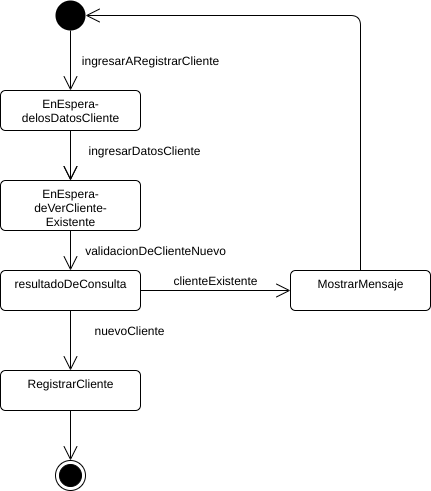 ingresarARegistrarCliente
EnEspera-
delosDatosCliente
ingresarDatosCliente
EnEspera-
deVerCliente-
Existente
validacionDeClienteNuevo
resultadoDeConsulta
clienteExistente
MostrarMensaje
nuevoCliente
RegistrarCliente